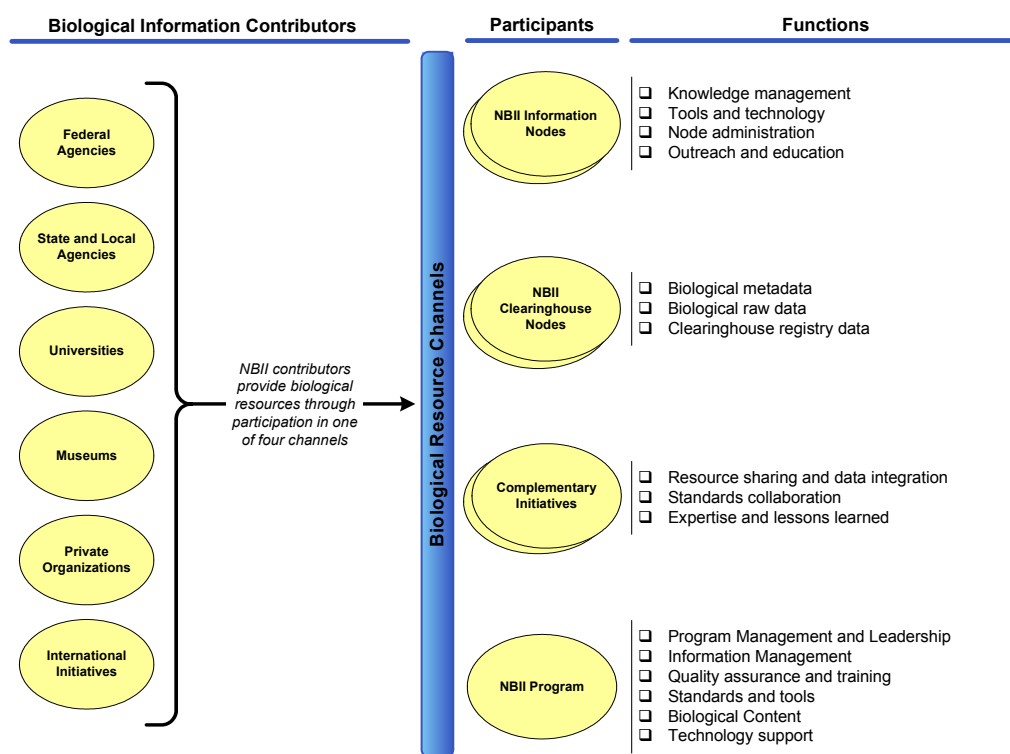 Biological Information Contributors
Participants
Functions
Federal
Agencies
State and Local
Agencies
Universities
Museums
Private
Organizations
International
Initiatives
NBII contributors
provide biological
resources through
participation in one
of four channels
Biological Resource Channels
NBII Information
Nodes
Knowledge management
Tools and technology
Node administration
Outreach and education
NBII
Clearinghouse
Nodes
Biological metadata
Biological raw data
Clearinghouse registry data
Complementary
Initiatives
Resource sharing and data integration
Standards collaboration
Expertise and lessons learned
NBII Program
Program Management and Leadership
Information Management
Quality assurance and training
Standards and tools
Biological Content
Technology support